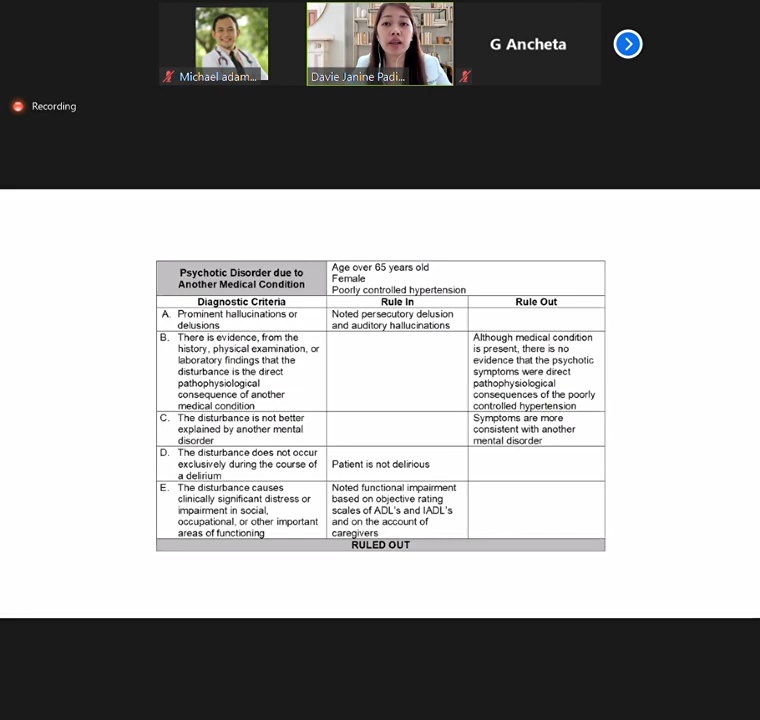 G Ancheta
Michael adam...
Davie Janine Padi...
Recording
Psychotic Disorder due to
Another Medical Condition
Age over 65 years old
Female
Poorly controlled hypertension
Diagnostic Criteria
Rule In
Rule Out
A. Prominent hallucinations or
delusions
Noted persecutory delusion
and auditory hallucinations
B. There is evidence, from the
history, physical examination, or
laboratory findings that the
disturbance is the direct
pathophysiological
consequence of another
medical condition
Although medical condition
is present, there is no
evidence that the psychotic
symptoms were direct
pathophysiological
consequences of the poorly
controlled hypertension
C. The disturbance is not better
explained by another mental
disorder
Symptoms are more
consistent with another
mental disorder
D. The disturbance does not occur
exclusively during the course of
a delirium
Patient is not delirious
E. The disturbance causes
clinically significant distress or
impairment in social,
occupational, or other important
areas of functioning
Noted functional impairment
based on objective rating
scales of ADL's and IADL's
and on the account of
caregivers
RULED OUT